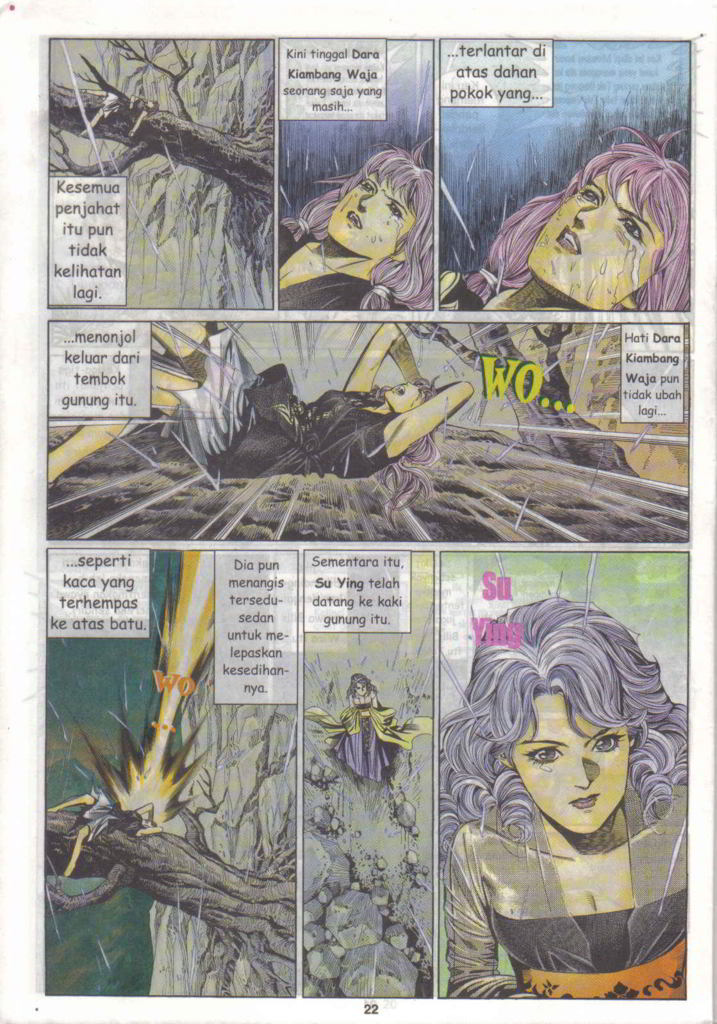 Kesemua
penjahat
itu pun
tidak
kelihatan
lagi.
Kini tinggal Dara
Kiambang Waja
seorang saja yang
masih...
...terlantar di
atas dahan
pokok yang...
...menonjol
keluar dari
tembok
gunung itu.
WO...
Hati Dara
Kiambang
Waja pun
tidak ubah
lagi...
...seperti
kaca yang
terhempas
ke atas batu.
WO
...
Dia pun
menangis
tersedu-
sedan
untuk me-
lepaskan
kesedihan-
nya.
Sementara itu,
Su Ying telah
datang ke kaki
gunung itu.
Su
Ying
22